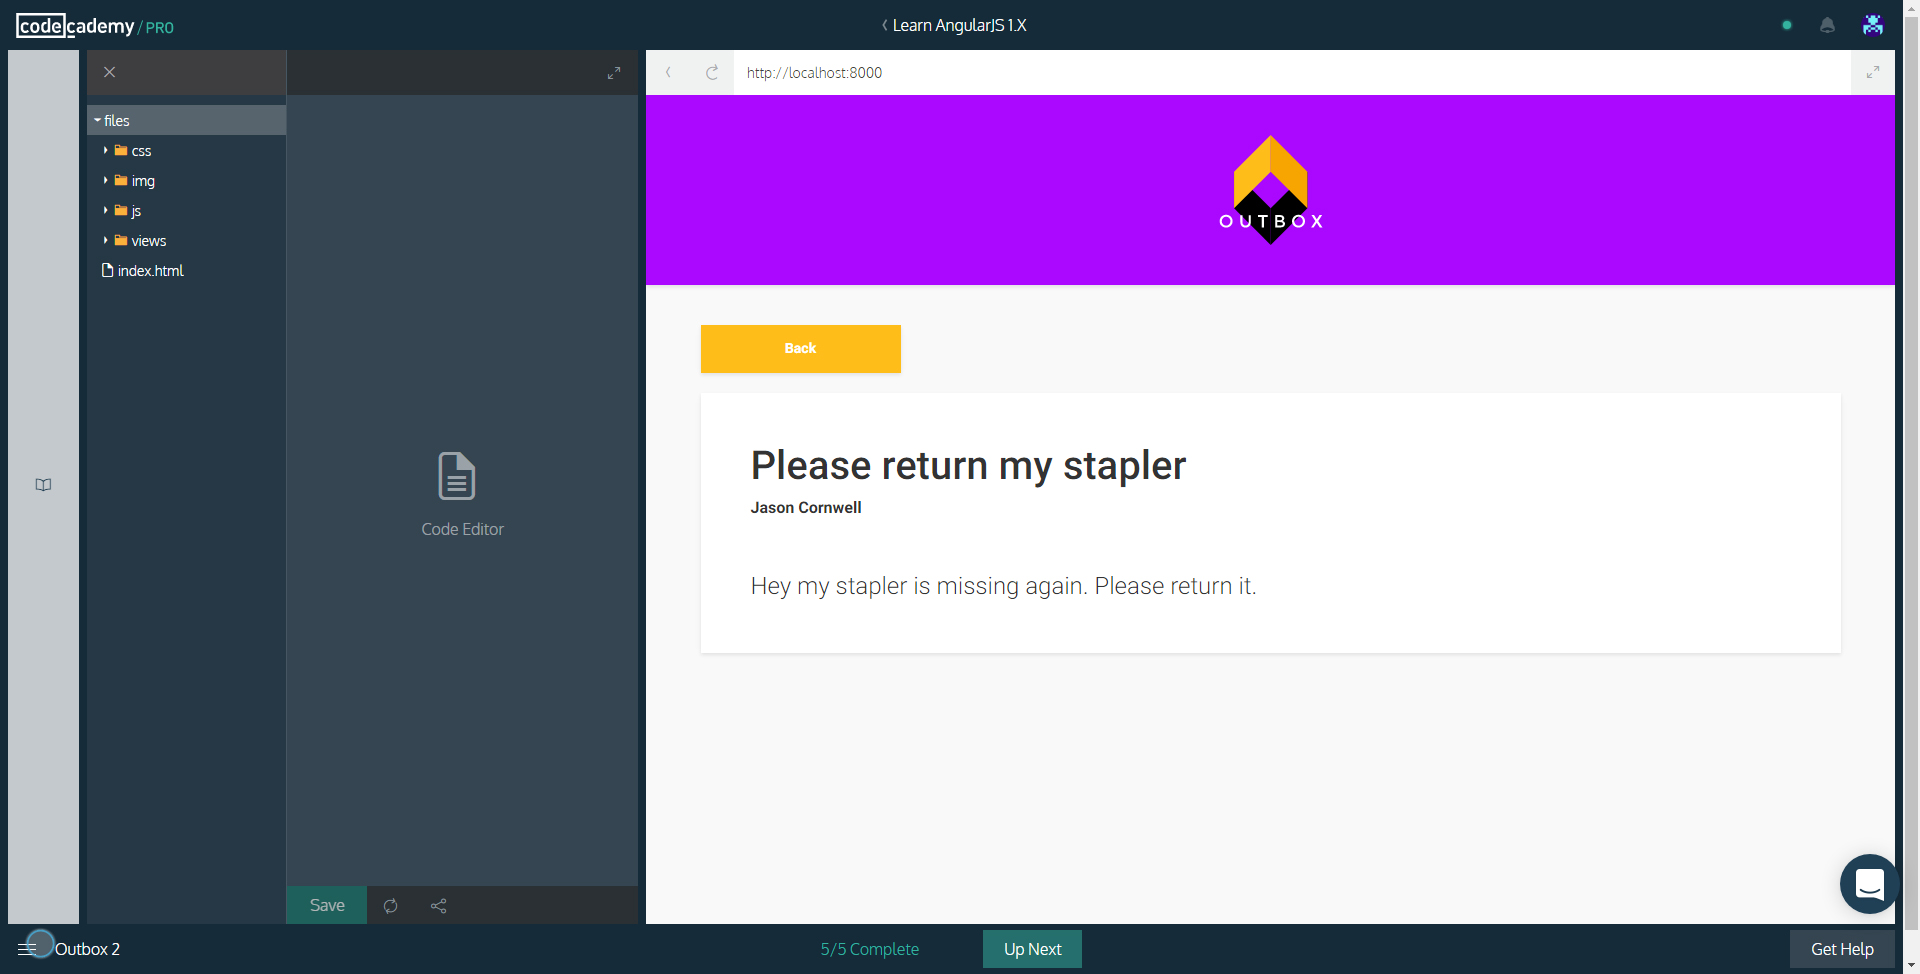 codecademy/PRO
Learn AngularJS 1.X
files
css
img
js
views
index.html
Code Editor
Save
http://localhost:8000
OUTBOX
Back
Please return my stapler
Jason Cornwell
Hey my stapler is missing again. Please return it.
Outbox 2
5/5 Complete
Up Next
Get Help